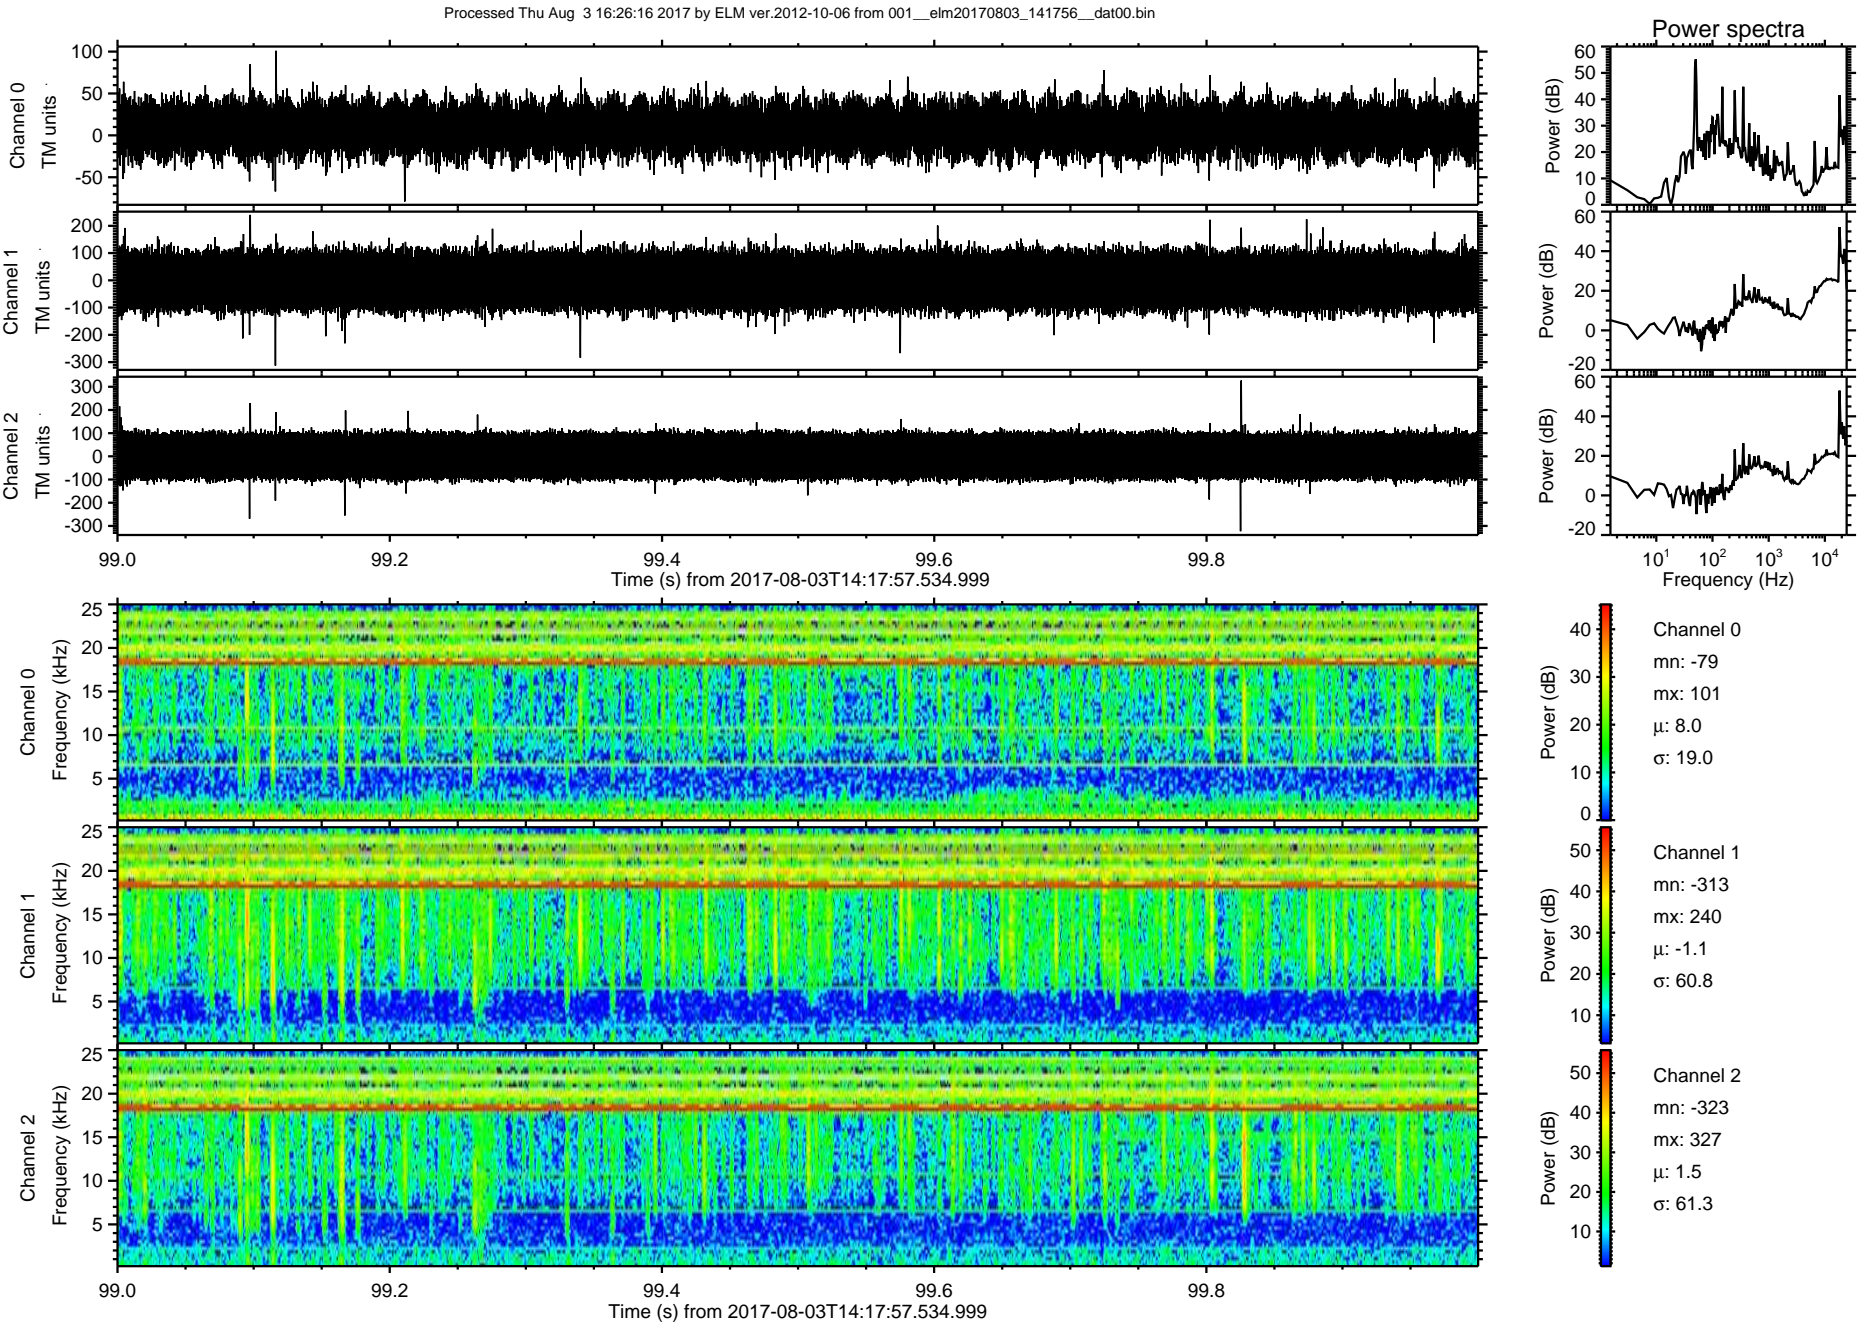 Processed Thu Aug  3 16:26:16 2017 by ELM ver.2012-10-06 from 001__elm20170803_141756__dat00.bin
Power spectra
Channel 0
TM units
100
50
0
-50
Power (dB)
60
50
40
30
20
10
0
Channel 1
TM units
200
100
0
-100
-200
-300
Power (dB)
60
40
20
0
-20
Channel 2
TM units
300
200
100
0
-100
-200
-300
Power (dB)
60
40
20
0
-20
99.0 99.2 99.4 99.6 99.8
Time (s) from 2017-08-03T14:17:57.534.999
10^1 10^2 10^3 10^4
Frequency (Hz)
Channel 0
Frequency (kHz)
25
20
15
10
5
Power (dB)
40
30
20
10
0
Channel 0
mn: -79
mx: 101
μ: 8.0
σ: 19.0
Channel 1
Frequency (kHz)
25
20
15
10
5
Power (dB)
50
40
30
20
10
Channel 1
mn: -313
mx: 240
μ: -1.1
σ: 60.8
Channel 2
Frequency (kHz)
25
20
15
10
5
Power (dB)
50
40
30
20
10
Channel 2
mn: -323
mx: 327
μ: 1.5
σ: 61.3
99.0 99.2 99.4 99.6 99.8
Time (s) from 2017-08-03T14:17:57.534.999